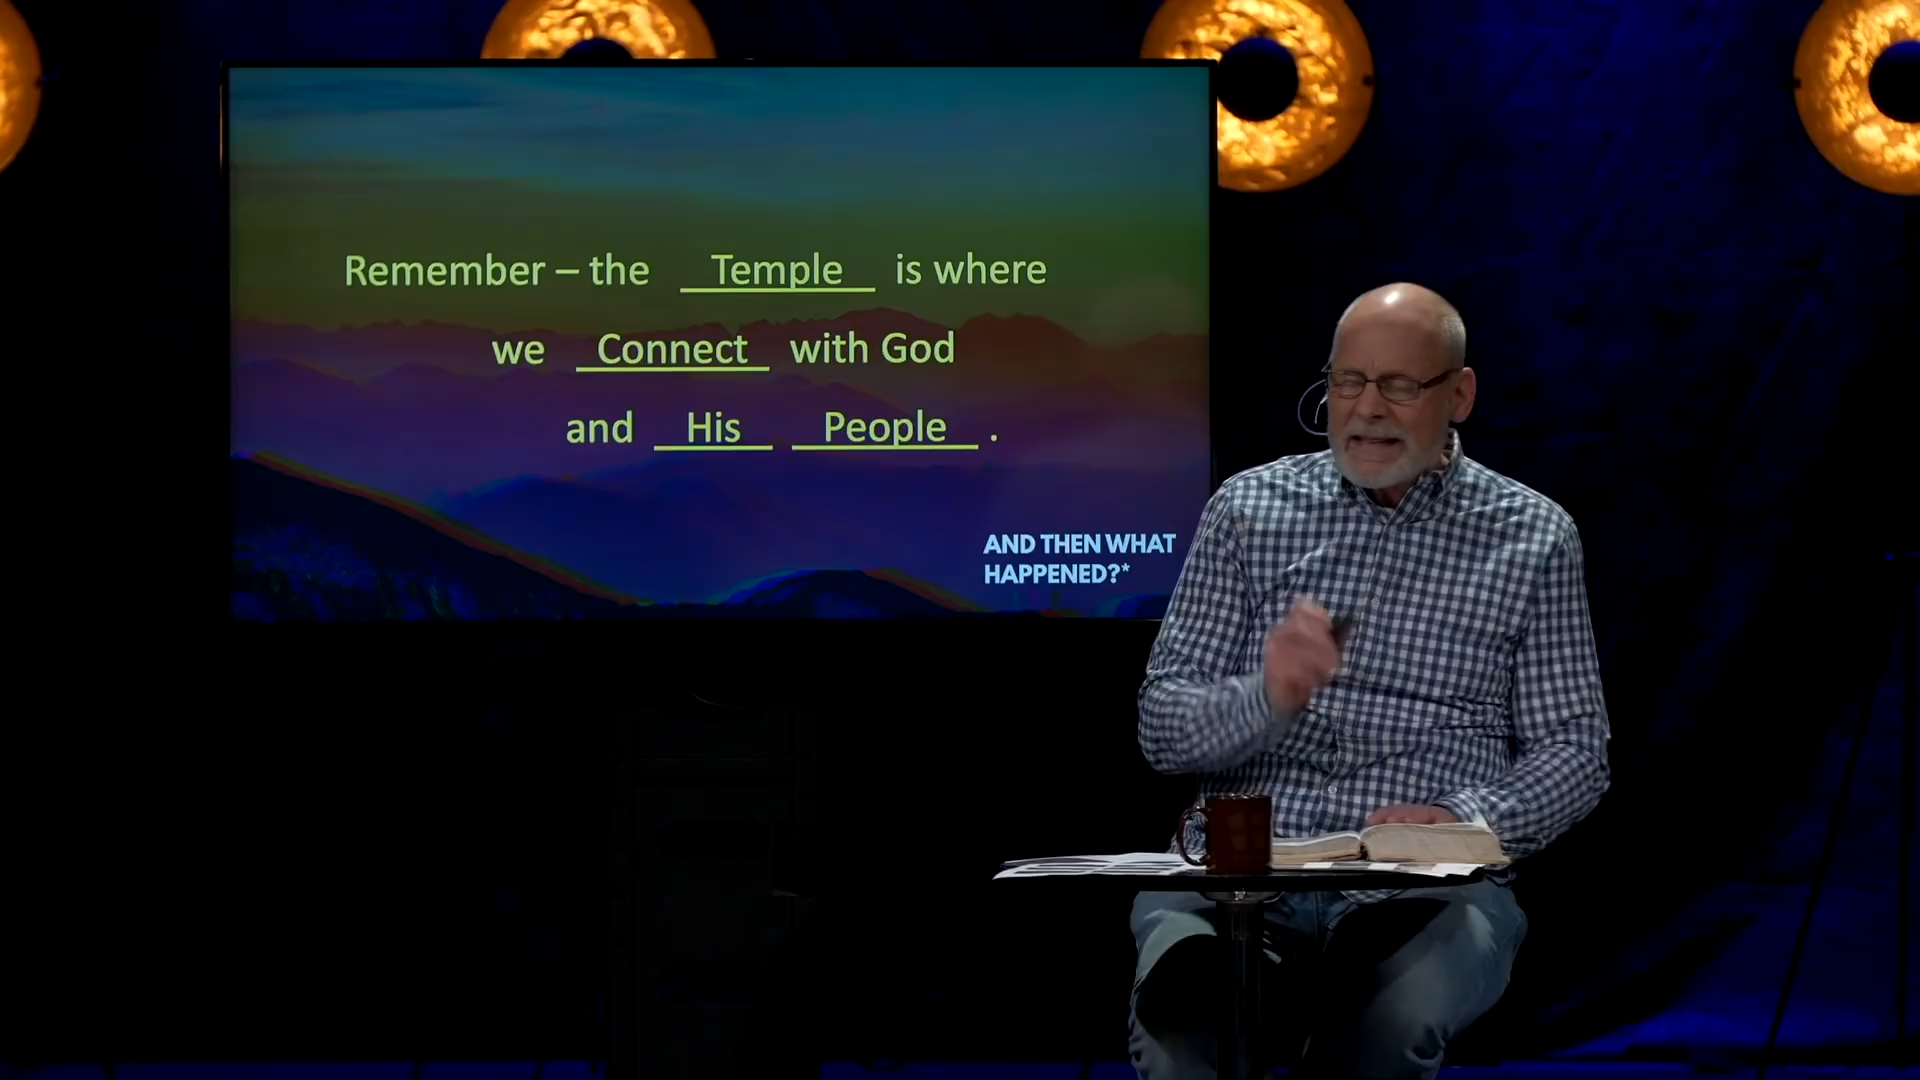 Remember – the Temple is where
we Connect with God
and His People .
AND THEN WHAT
HAPPENED?*